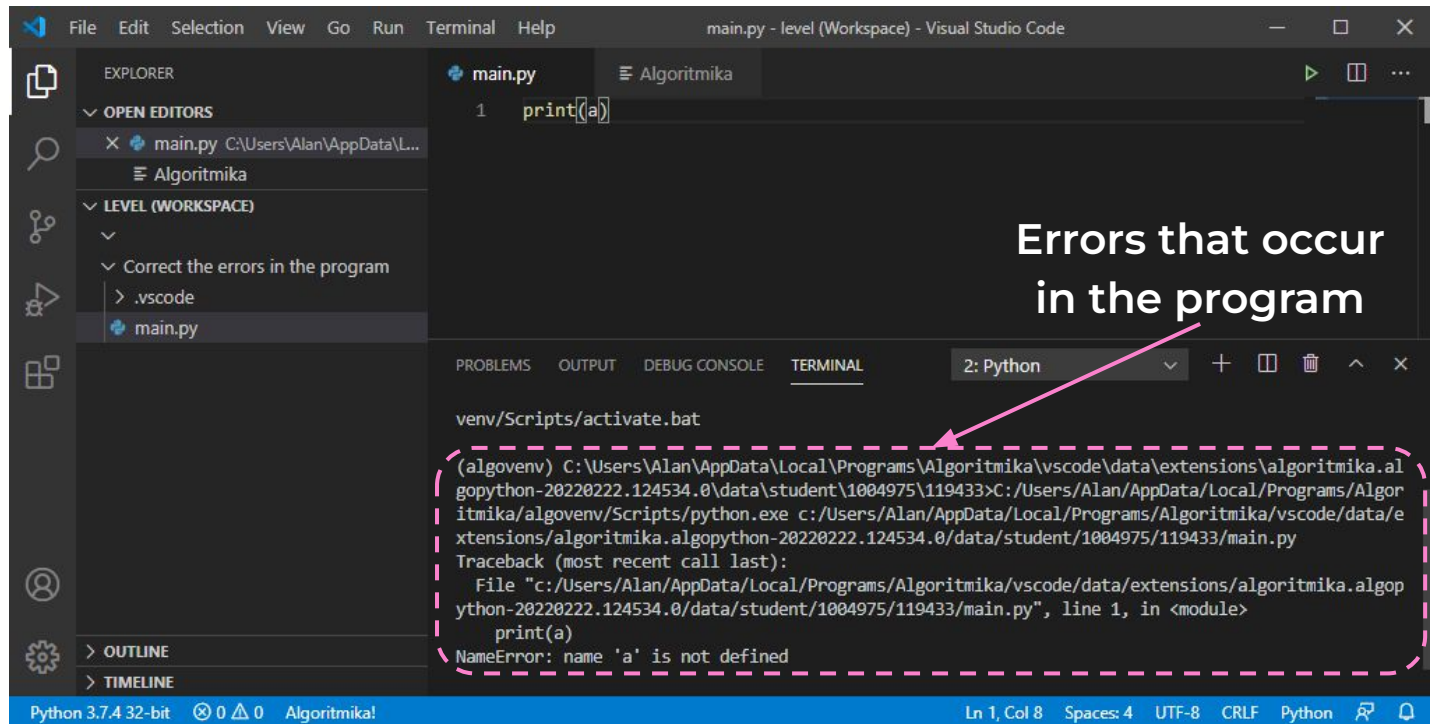 File Edit Selection View Go Run Terminal Help main.py - level (Workspace) - Visual Studio Code
EXPLORER
OPEN EDITORS
main.py C:\Users\Alan\AppData\L...
Algoritmika
LEVEL (WORKSPACE)
Correct the errors in the program
.vscode
main.py
OUTLINE
TIMELINE
main.py Algoritmika
1 print(a)
Errors that occur
in the program
PROBLEMS OUTPUT DEBUG CONSOLE TERMINAL 2: Python
venv/Scripts/activate.bat
(algovenv) C:\Users\Alan\AppData\Local\Programs\Algoritmika\vscode\data\extensions\algoritmika.al
gopython-20220222.124534.0\data\student\1004975\119433>C:/Users/Alan/AppData/Local/Programs/Algor
itmika/algovenv/Scripts/python.exe c:/Users/Alan/AppData/Local/Programs/Algoritmika/vscode/data/e
xtensions/algoritmika.algopython-20220222.124534.0/data/student/1004975/119433/main.py
Traceback (most recent call last):
File "c:/Users/Alan/AppData/Local/Programs/Algoritmika/vscode/data/extensions/algoritmika.algop
ython-20220222.124534.0/data/student/1004975/119433/main.py", line 1, in <module>
print(a)
NameError: name 'a' is not defined
Python 3.7.4 32-bit 0 0 Algoritmika! Ln 1, Col 8 Spaces: 4 UTF-8 CRLF Python